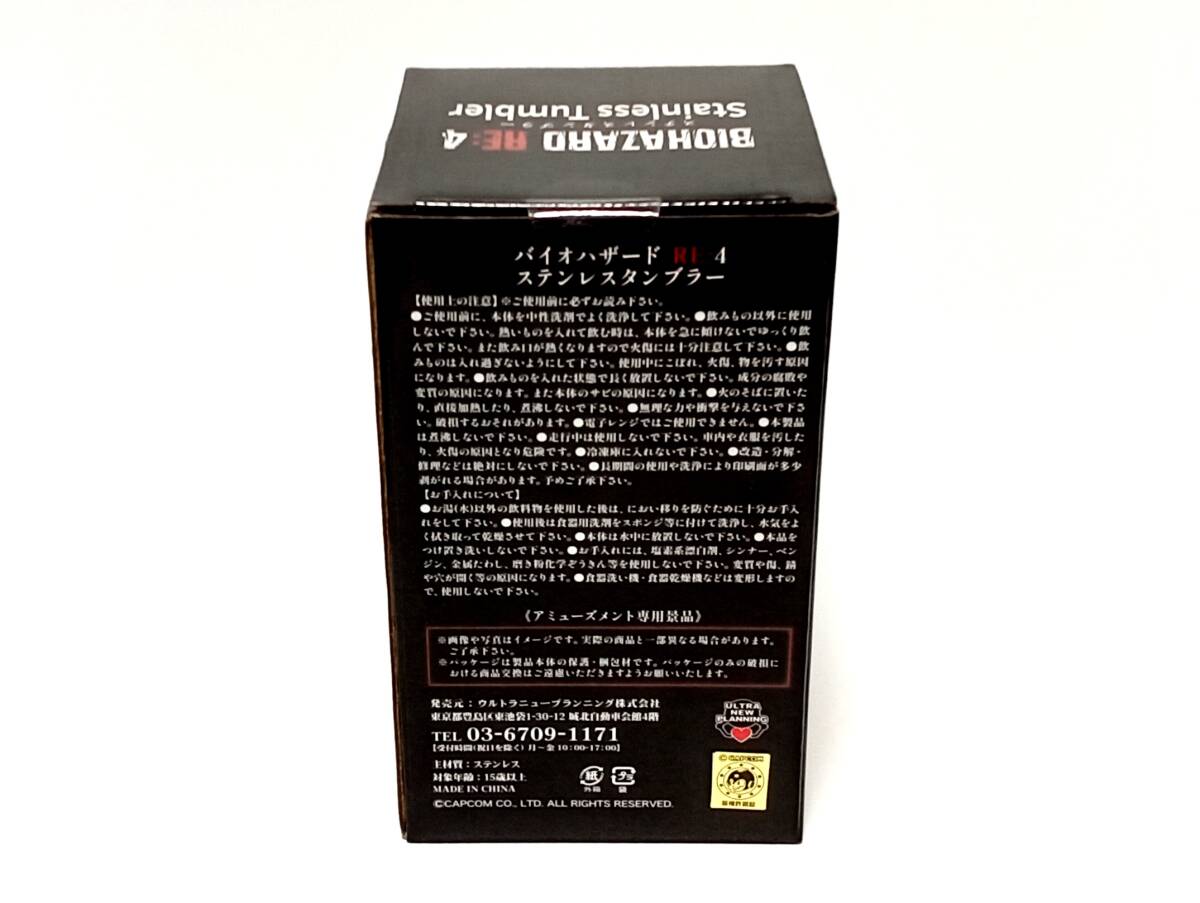 BIOHAZARD RE:4
ステンレスタンブラー
Stainless Tumbler
バイオハザード RE 4
ステンレスタンブラー
【使用上の注意】※ご使用前に必ずお読み下さい。
●ご使用前に、本体を中性洗剤でよく洗浄して下さい。●飲みもの以外に使用
しないで下さい。熱いものを入れて飲む時は、本体を急に傾けないでゆっくり飲
んで下さい。また飲み口が熱くなりますので火傷には十分注意して下さい。●飲
みものは入れ過ぎないようにして下さい。使用中にこぼれ、火傷、物を汚す原因
になります。●飲みものを入れた状態で長く放置しないで下さい。成分の腐敗や
変質の原因になります。また本体のサビの原因になります。●火のそばに置いた
り、直接加熱したり、煮沸しないで下さい。●無理な力や衝撃を与えないで下さ
い。破損するおそれがあります。●電子レンジではご使用できません。●本製品
は煮沸しないで下さい。●走行中は使用しないで下さい。車内や衣服を汚した
り、火傷の原因となり危険です。●冷凍庫に入れないで下さい。●改造・分解・
修理などは絶対にしないで下さい。●長期間の使用や洗浄により印刷面が多少
剥がれる場合があります。予めご了承下さい。
【お手入れについて】
●お湯(水)以外の飲料物を使用した後は、におい移りを防ぐために十分お手入
れをして下さい。●使用後は食器用洗剤をスポンジ等に付けて洗浄し、水気をよ
く拭き取って乾燥させて下さい。●本体は水中に放置しないで下さい。●本品を
つけ置き洗いしないで下さい。●お手入れには、塩素系漂白剤、シンナー、ベン
ジン、金属たわし、磨き粉化学ぞうきん等を使用しないで下さい。変質や傷、錆
や穴が開く等の原因になります。●食器洗い機・食器乾燥機などは変形しますの
で、使用しないで下さい。
《アミューズメント専用景品》
※画像や写真はイメージです。実際の商品と一部異なる場合があります。
ご了承下さい。
※パッケージは製品本体の保護・梱包材です。パッケージのみの破損に
おける商品交換はご遠慮いただきますようお願いいたします。
発売元：ウルトラニュープランニング株式会社
東京都豊島区東池袋1-30-12 城北自動車会館4階
TEL 03-6709-1171
【受付時間(祝日を除く) 月～金 10:00-17:00】
ULTRA
NEW
PLANNING
主材質：ステンレス
対象年齢：15歳以上
MADE IN CHINA
紙
外箱
プラ
袋
©CAPCOM
版権許諾証
©CAPCOM CO., LTD. ALL RIGHTS RESERVED.